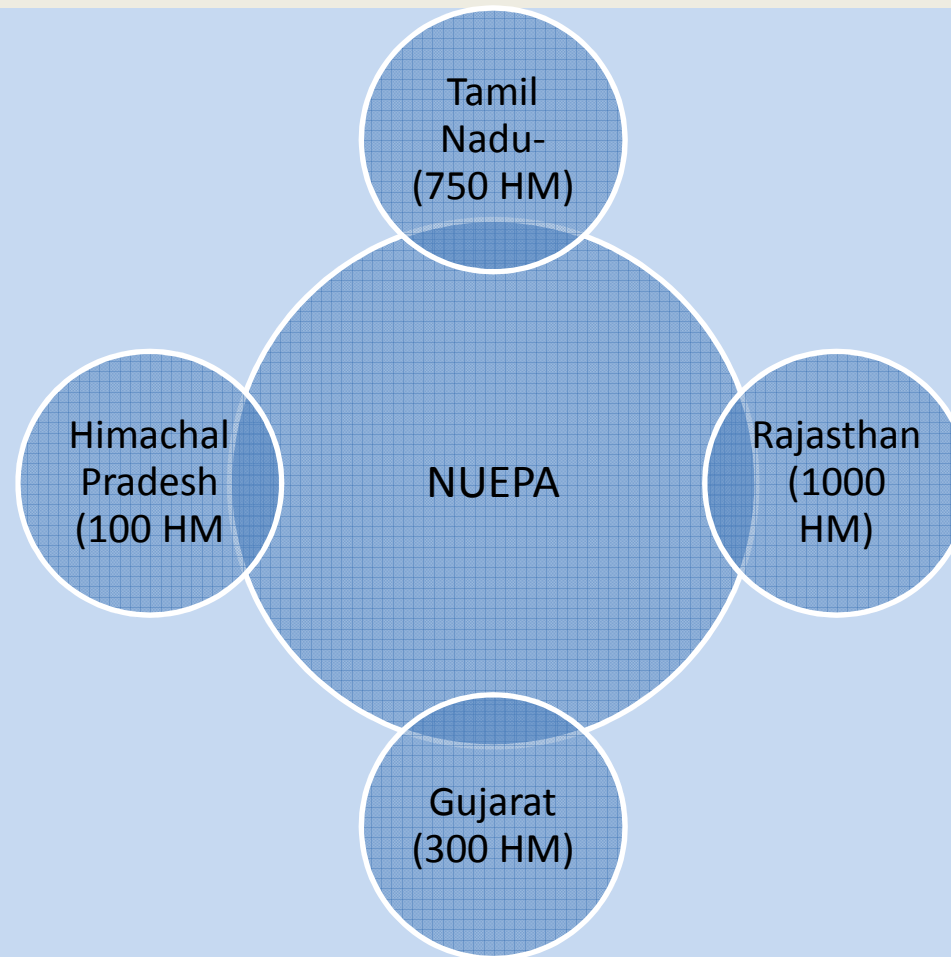 Tamil
Nadu-
(750 HM)
Himachal
Pradesh
(100 HM
NUEPA
Rajasthan
(1000
HM)
Gujarat
(300 HM)